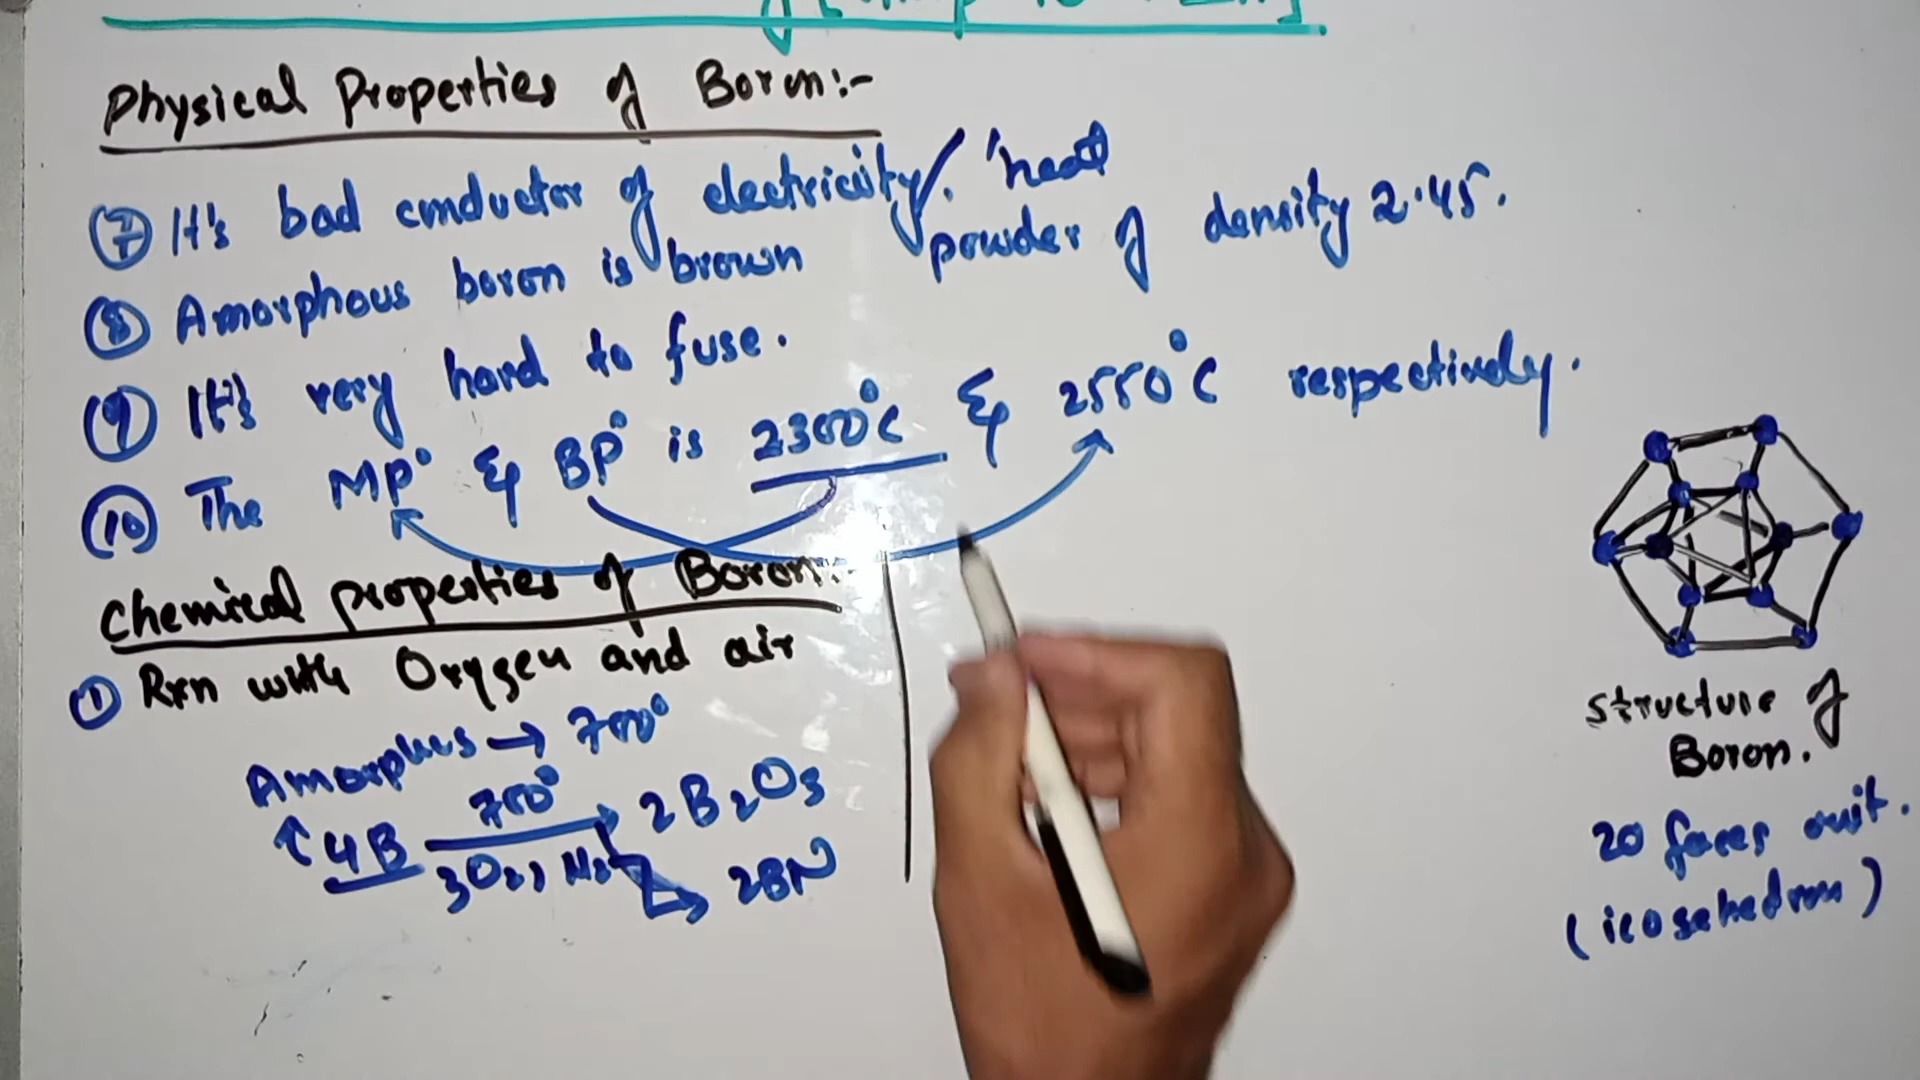 Physical Properties of Boron:-
⑦ It's bad conductor of electricity/heat
⑧ Amorphous boron is brown powder of density 2.45.
⑨ It's very hard to fuse.
⑩ The MP° & BP° is 2300°C & 2550°C respectively.
Chemical properties of Boron:-
① Rxn with Oxygen and air
Amorphus → 700°
4B 700° 2B2O3
3O2, N2 2BN
Structure of
Boron.
20 faces unit.
(icosahedron)